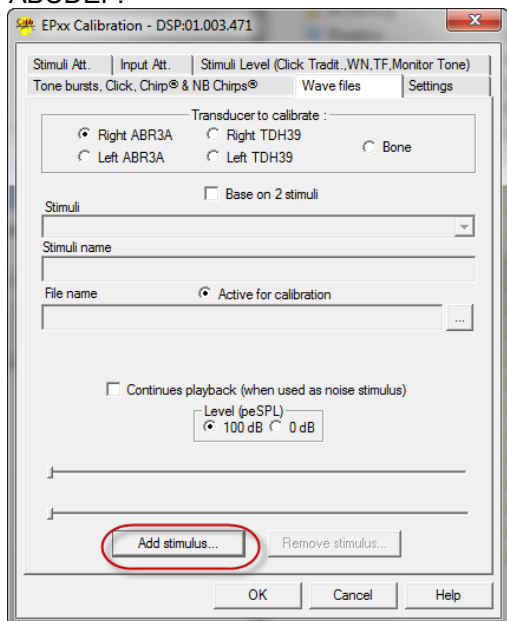 EPxx Calibration - DSP:01.003.471
Stimuli Att. Input Att. Stimuli Level (Click Tradit.,WN,TF,Monitor Tone)
Tone bursts, Click, Chirp® & NB Chirps® Wave files Settings
Transducer to calibrate :
Right ABR3A Right TDH39
Bone
Left ABR3A Left TDH39
Base on 2 stimuli
Stimuli
Stimuli name
File name Active for calibration
...
Continues playback (when used as noise stimulus)
Level (peSPL)
100 dB 0 dB
Add stimulus... Remove stimulus...
OK Cancel Help